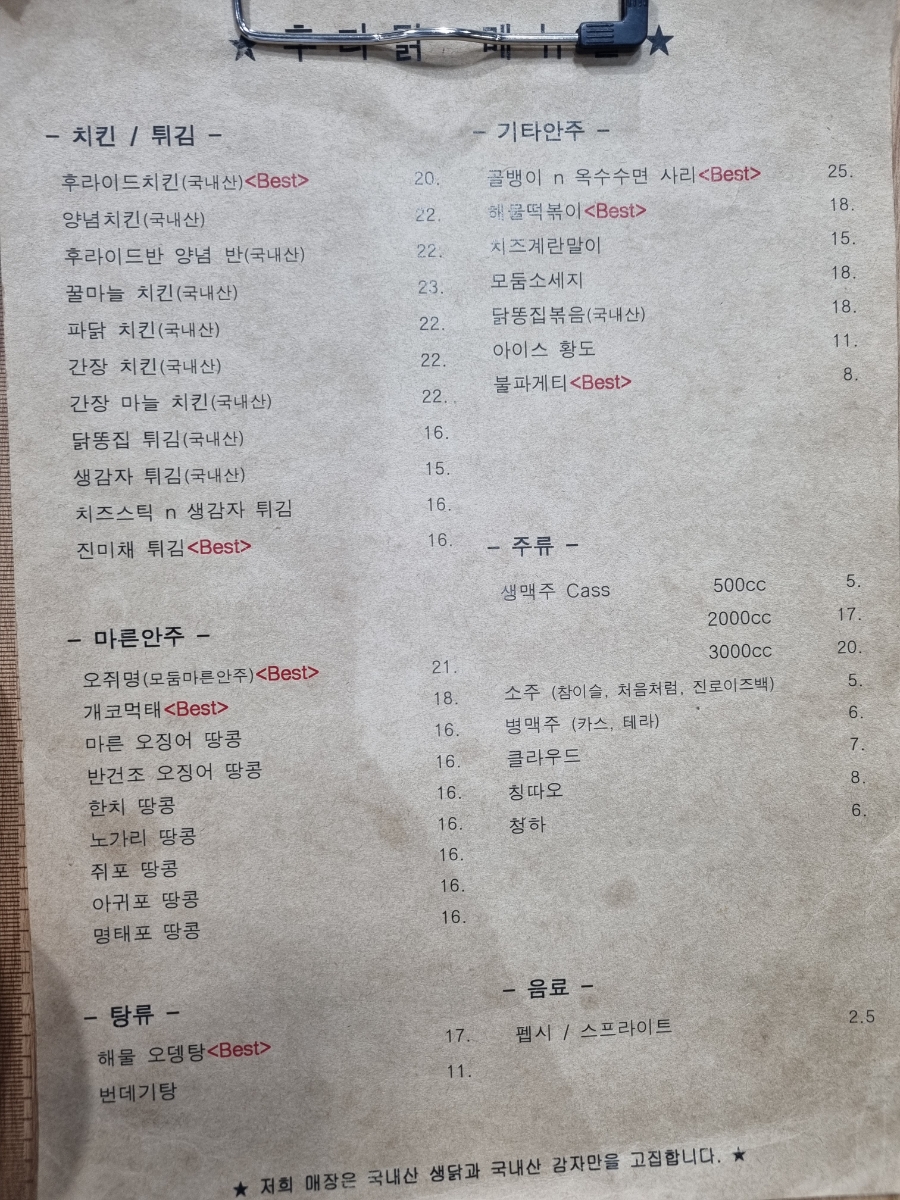 - 치킨 / 튀김 -
후라이드치킨(국내산)<Best> 20.
양념치킨(국내산) 22.
후라이드반 양념 반(국내산) 22.
꿀마늘 치킨(국내산) 23.
파닭 치킨(국내산) 22.
간장 치킨(국내산) 22.
간장 마늘 치킨(국내산) 22.
닭똥집 튀김(국내산) 16.
생감자 튀김(국내산) 15.
치즈스틱 n 생감자 튀김 16.
진미채 튀김<Best> 16.
- 마른안주 -
오쥐명(모둠마른안주)<Best> 21.
개코먹태<Best> 18.
마른 오징어 땅콩 16.
반건조 오징어 땅콩 16.
한치 땅콩 16.
노가리 땅콩 16.
쥐포 땅콩 16.
아귀포 땅콩 16.
명태포 땅콩 16.
- 탕류 -
해물 오뎅탕<Best> 17.
번데기탕 11.
- 기타안주 -
골뱅이 n 옥수수면 사리<Best> 25.
해물떡볶이<Best> 18.
치즈계란말이 15.
모둠소세지 18.
닭똥집볶음(국내산) 18.
아이스 황도 11.
불파게티<Best> 8.
- 주류 -
생맥주 Cass 500cc 5.
2000cc 17.
3000cc 20.
소주 (참이슬, 처음처럼, 진로이즈백) 5.
병맥주 (카스, 테라) 6.
클라우드 7.
칭따오 8.
청하 6.
- 음료 -
펩시 / 스프라이트 2.5
★ 저희 매장은 국내산 생닭과 국내산 감자만을 고집합니다. ★